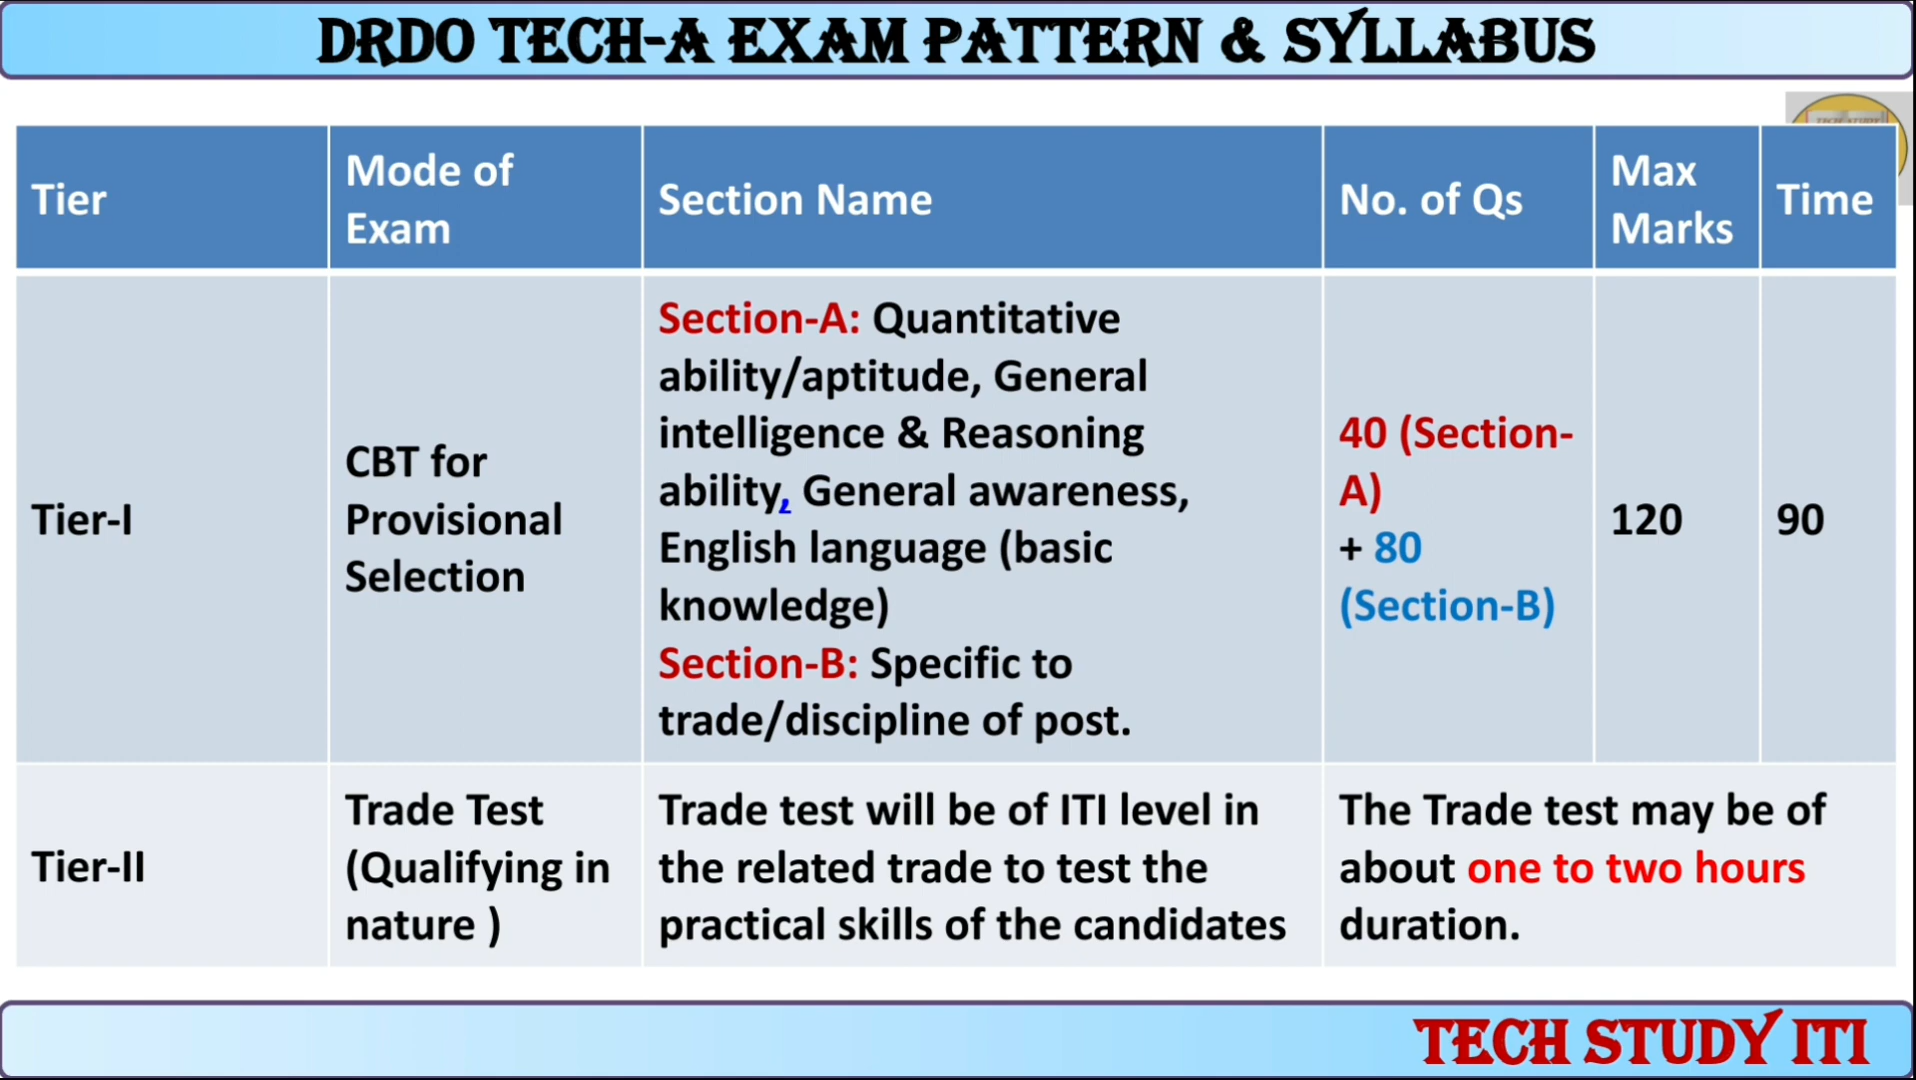 DRDO TECH-A EXAM PATTERN & SYLLABUS
TECH STUDY
Tier
Mode of
Exam
Section Name
No. of Qs
Max
Marks
Time
Tier-I
CBT for
Provisional
Selection
Section-A: Quantitative
ability/aptitude, General
intelligence & Reasoning
ability, General awareness,
English language (basic
knowledge)
Section-B: Specific to
trade/discipline of post.
40 (Section-
A)
+ 80
(Section-B)
120
90
Tier-II
Trade Test
(Qualifying in
nature )
Trade test will be of ITI level in
the related trade to test the
practical skills of the candidates
The Trade test may be of
about one to two hours
duration.
TECH STUDY ITI